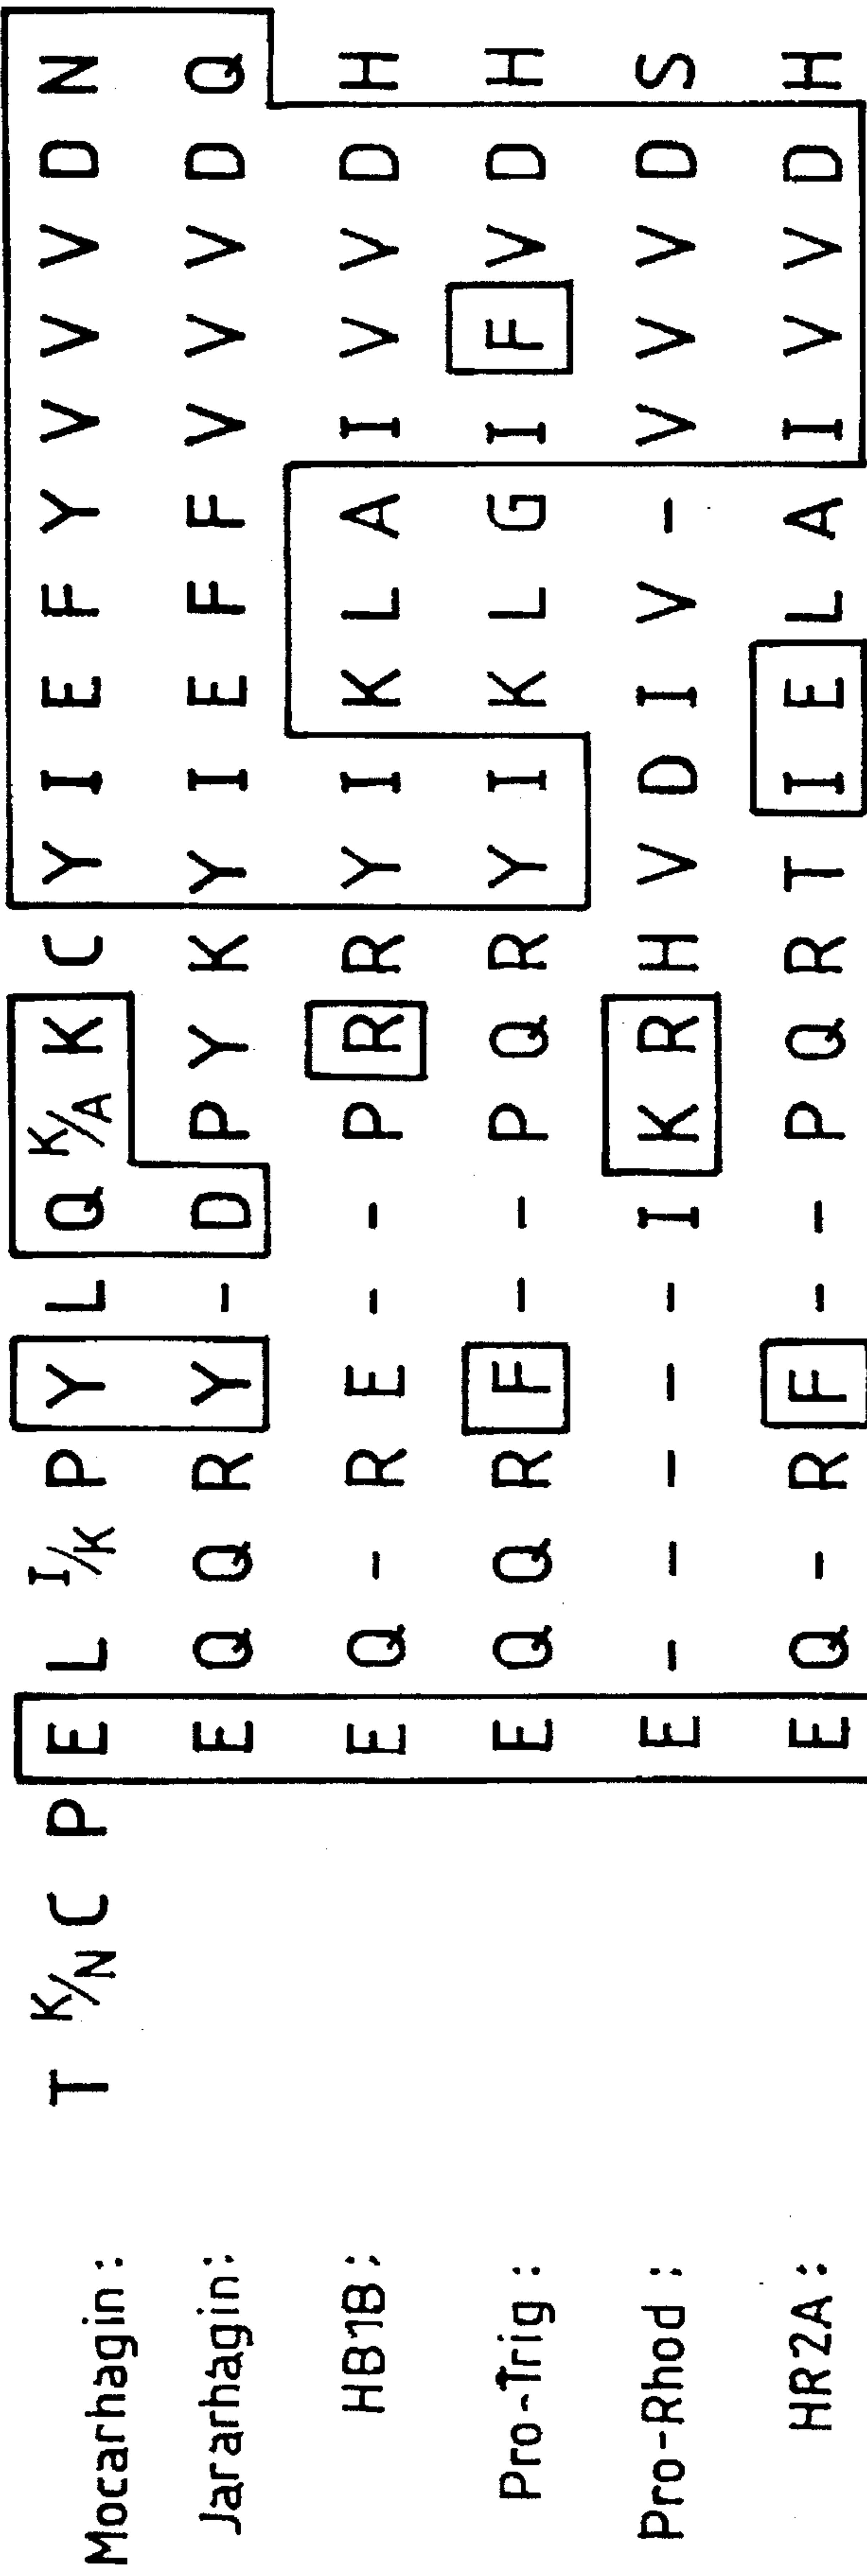 Mocarhagin: T K/N C P E L I/K P Y L Q K/A K C Y I E F Y V V V D N
Jararhagin: E Q Q R Y - D P Y K Y I E F F V V V D Q
HB1B: E Q - R E - - P R R Y I K L A I V V D H
Pro-Trig: E Q Q R F - - P Q R Y I K L G I F V D H
Pro-Rhod: E - - - - - I K R H V D I V - V V V D S
HR2A: E Q - R F - - P Q R T I E L A I V V D H